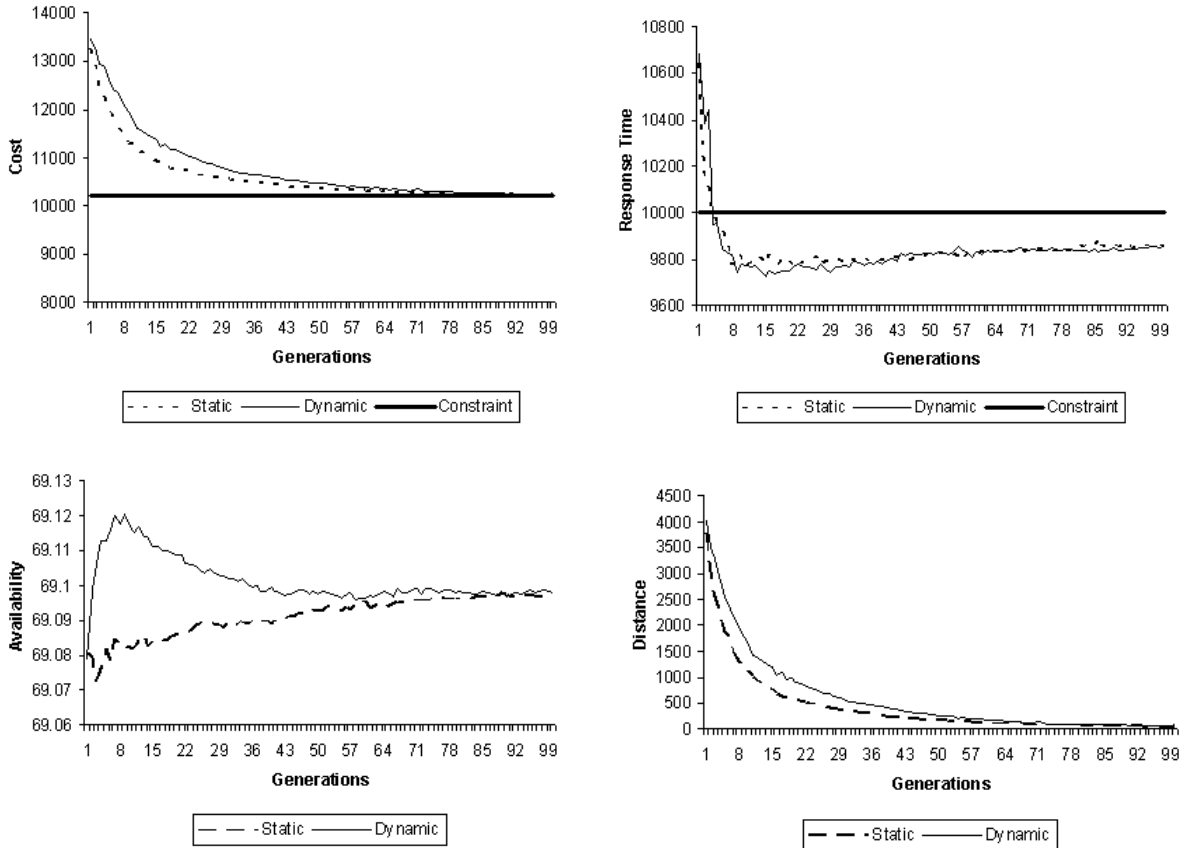 14000
13000
12000
11000
10000
9000
8000
Cost
1 8 15 22 29 36 43 50 57 64 71 78 85 92 99
Generations
Static Dynamic Constraint
10800
10600
10400
10200
10000
9800
9600
Response Time
1 8 15 22 29 36 43 50 57 64 71 78 85 92 99
Generations
Static Dynamic Constraint
69.13
69.12
69.11
69.1
69.09
69.08
69.07
69.06
Availability
1 8 15 22 29 36 43 50 57 64 71 78 85 92 99
Generations
Static Dynamic
4500
4000
3500
3000
2500
2000
1500
1000
500
0
Distance
1 8 15 22 29 36 43 50 57 64 71 78 85 92 99
Generations
Static Dynamic